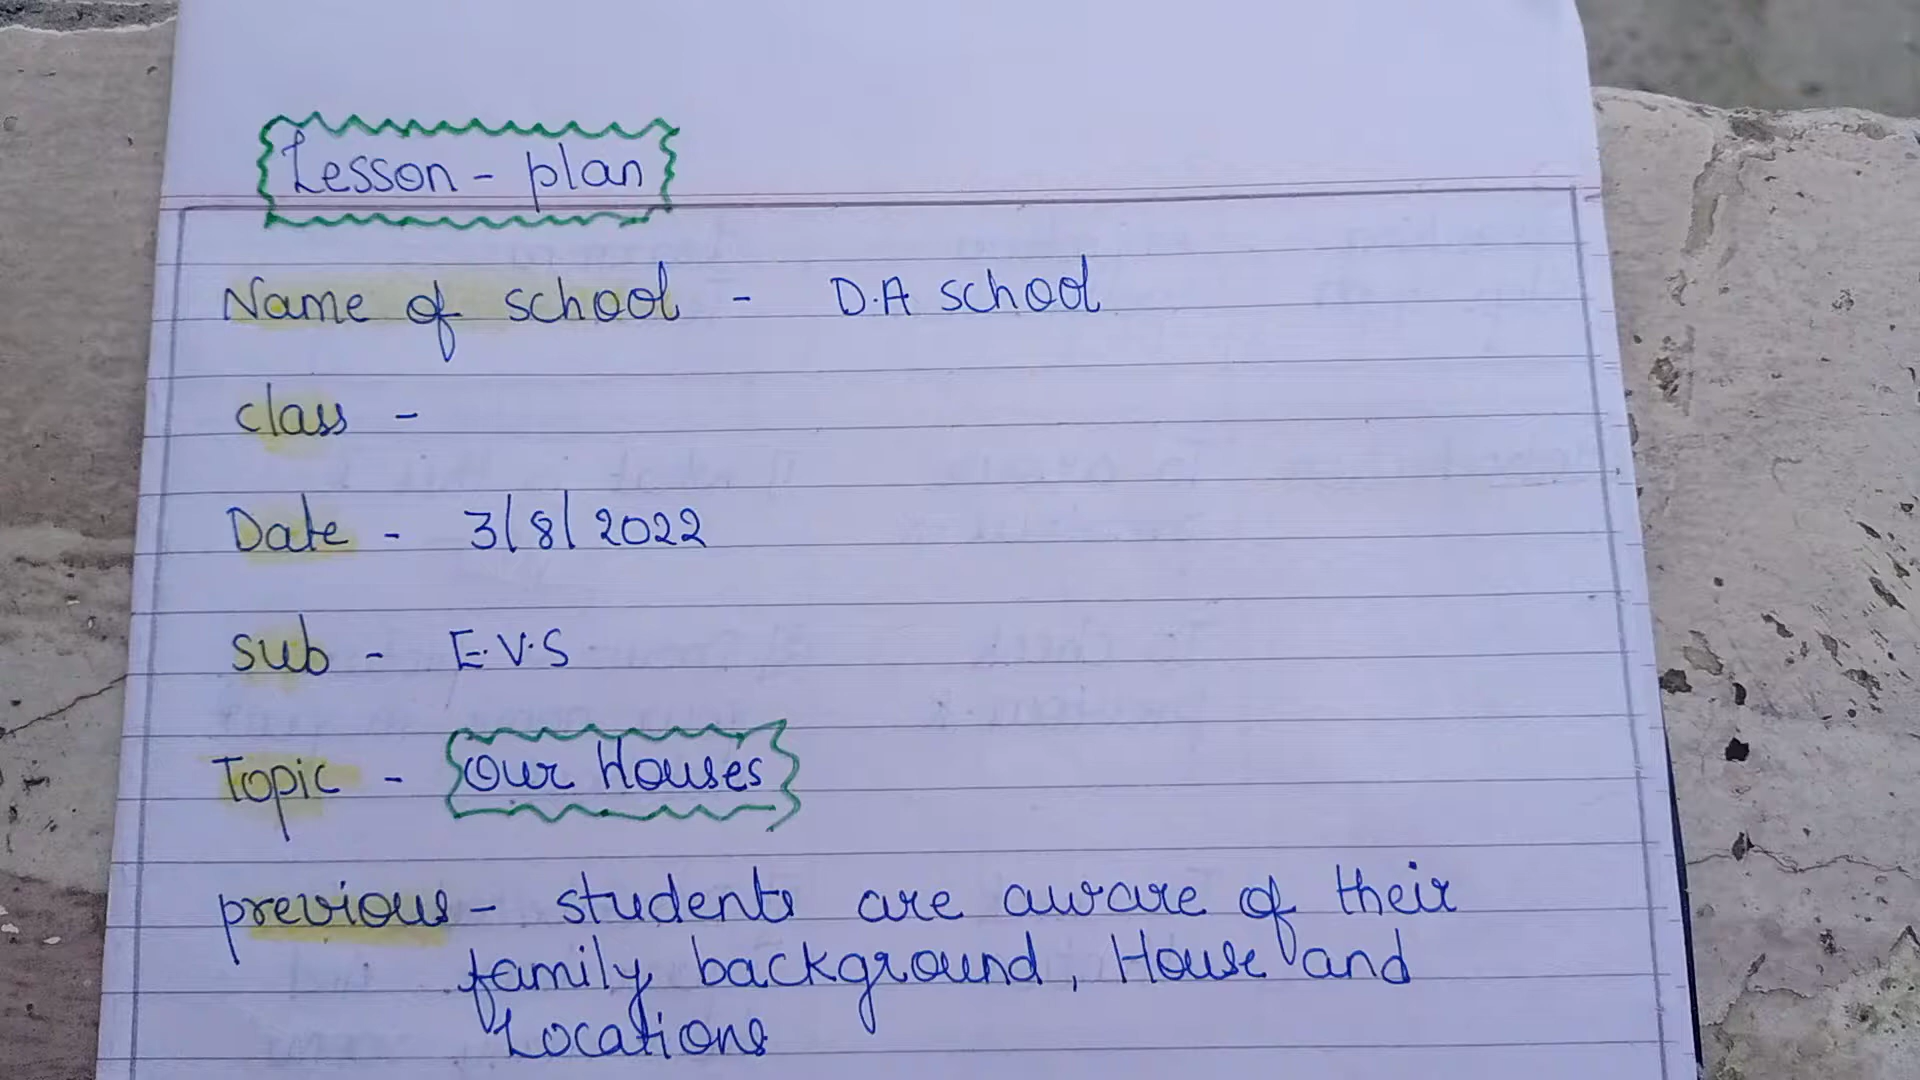 Lesson - plan
Name of school - D.A school
class -
Date - 3/8/2022
sub - E.V.S
Topic - Our Houses
previous - students are aware of their
family background, House and
Locations